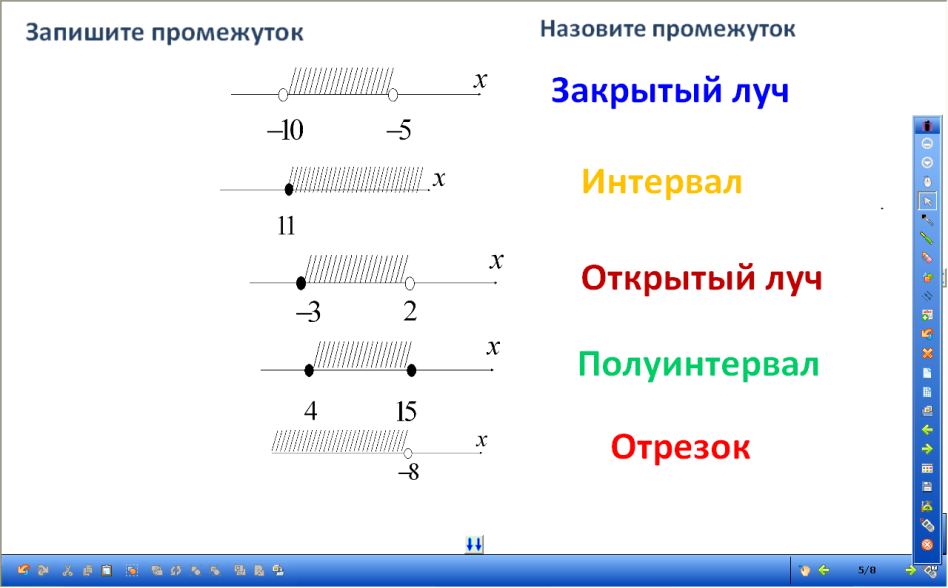 Запишите промежуток
Назовите промежуток
x
–10 –5
Закрытый луч
x
11
Интервал
x
–3 2
Открытый луч
x
4 15
Полуинтервал
x
–8
Отрезок
5/8